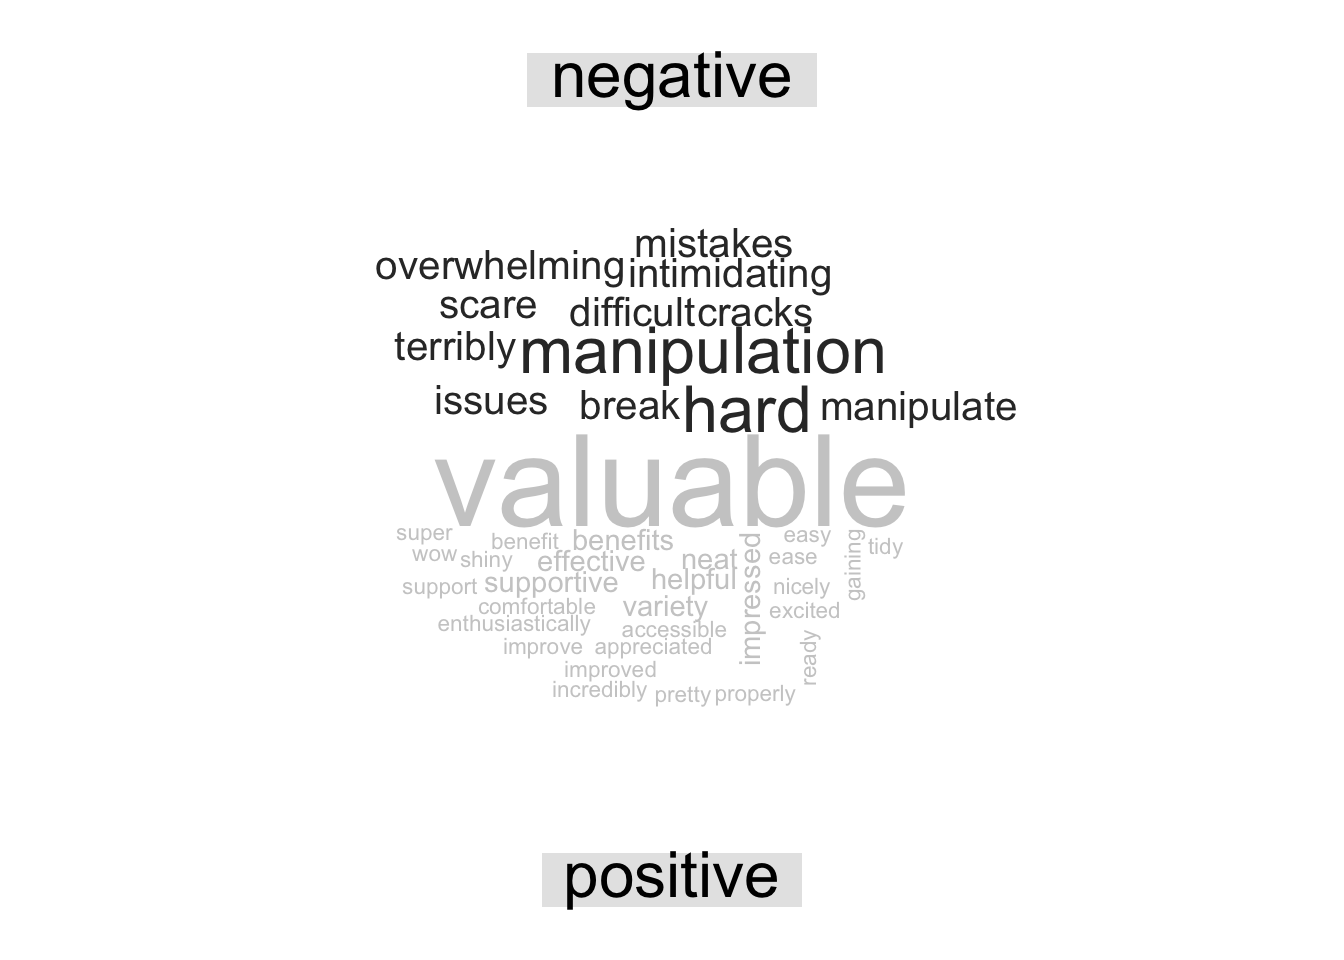 negative
mistakes
overwhelming intimidating
scare difficult cracks
terribly manipulation
issues break hard manipulate
valuable
super benefit benefits impressed easy gaining tidy
wow shiny effective neat ease
support supportive helpful nicely
comfortable variety excited
enthusiastically accessible
improve appreciated ready
improved
incredibly pretty properly
positive